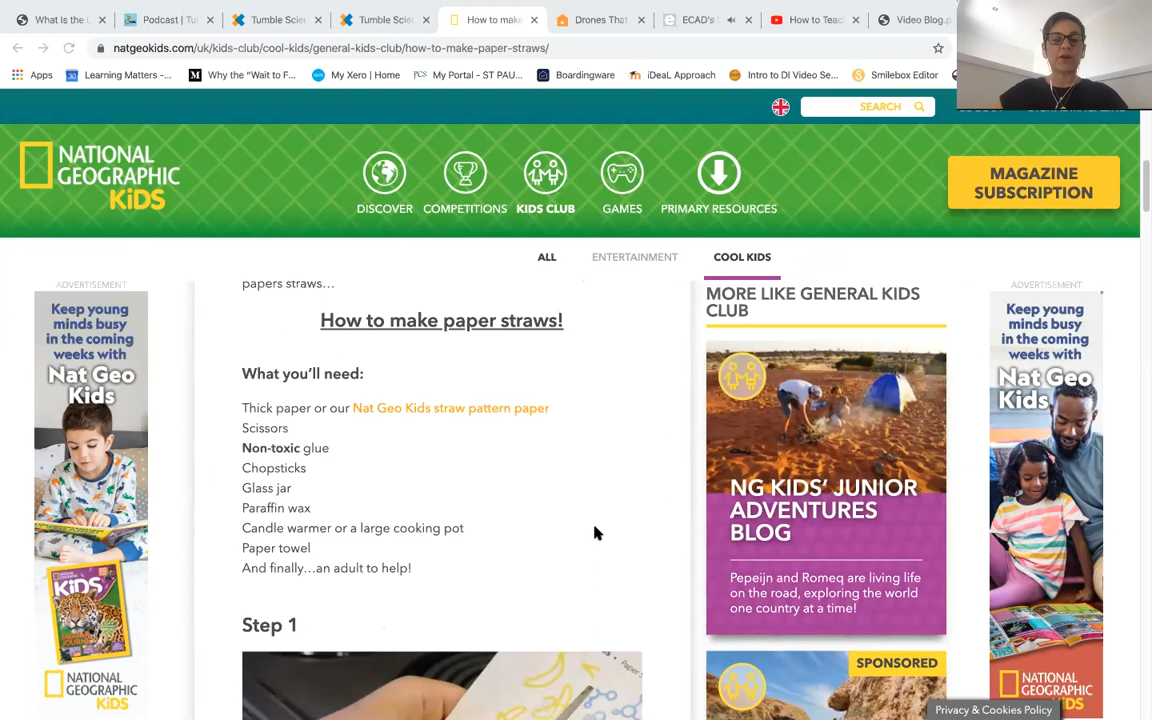 What Is the L
Podcast | Tu
Tumble Scie
Tumble Scie
How to make
Drones That
ECAD's
How to Teac
Video Blog.p
natgeokids.com/uk/kids-club/cool-kids/general-kids-club/how-to-make-paper-straws/
Apps
Learning Matters -...
Why the “Wait to F...
My Xero | Home
My Portal - ST PAU...
Boardingware
iDeaL Approach
Intro to DI Video Se...
Smilebox Editor
SEARCH
NATIONAL
GEOGRAPHIC
KiDS
DISCOVER
COMPETITIONS
KIDS CLUB
GAMES
PRIMARY RESOURCES
MAGAZINE
SUBSCRIPTION
ALL
ENTERTAINMENT
COOL KIDS
ADVERTISEMENT
Keep young
minds busy
in the coming
weeks with
Nat Geo
Kids
KiDS
NATIONAL
GEOGRAPHIC
KiDS
papers straws...
How to make paper straws!
What you’ll need:
Thick paper or our Nat Geo Kids straw pattern paper
Scissors
Non-toxic glue
Chopsticks
Glass jar
Paraffin wax
Candle warmer or a large cooking pot
Paper towel
And finally...an adult to help!
Step 1
MORE LIKE GENERAL KIDS
CLUB
NG KIDS’ JUNIOR
ADVENTURES
BLOG
Pepeijn and Romeq are living life
on the road, exploring the world
one country at a time!
SPONSORED
ADVERTISEMENT
Keep young
minds busy
in the coming
weeks with
Nat Geo
Kids
NATIONAL
GEOGRAPHIC
Privacy & Cookies Policy